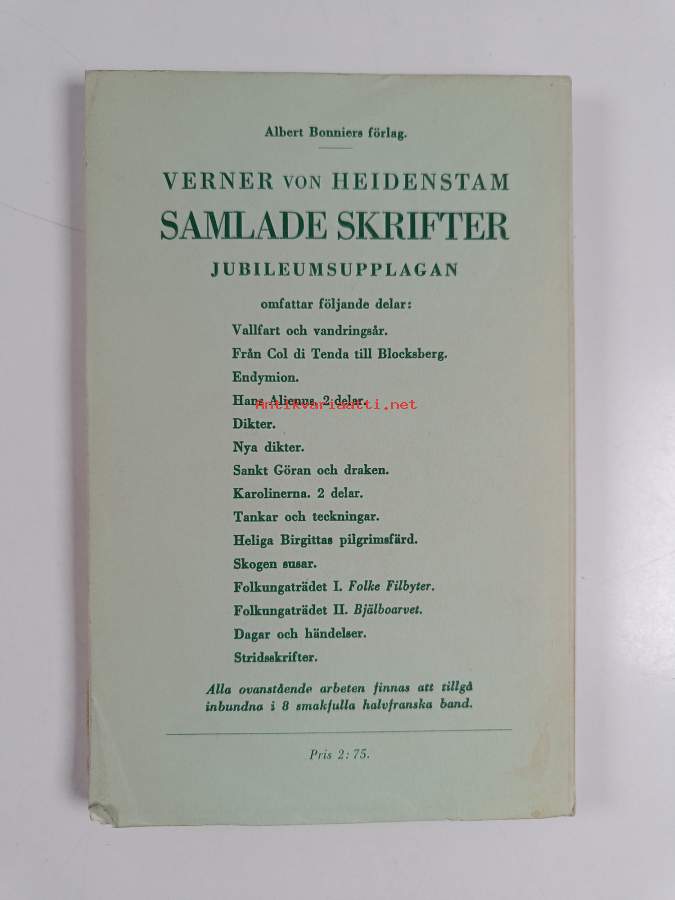 Albert Bonniers förlag.
VERNER VON HEIDENSTAM
SAMLADE SKRIFTER
JUBILEUMSUPPLAGAN
omfattar följande delar:
Vallfart och vandringsår.
Från Col di Tenda till Blocksberg.
Endymion.
Hans Alienus. 2 delar.
Antikvariaatti.net
Dikter.
Nya dikter.
Sankt Göran och draken.
Karolinerna. 2 delar.
Tankar och teckningar.
Heliga Birgittas pilgrimsfärd.
Skogen susar.
Folkungaträdet I. Folke Filbyter.
Folkungaträdet II. Bjälboarvet.
Dagar och händelser.
Stridsskrifter.
Alla ovanstående arbeten finnas att tillgå
inbundna i 8 smakfulla halvfranska band.
Pris 2:75.